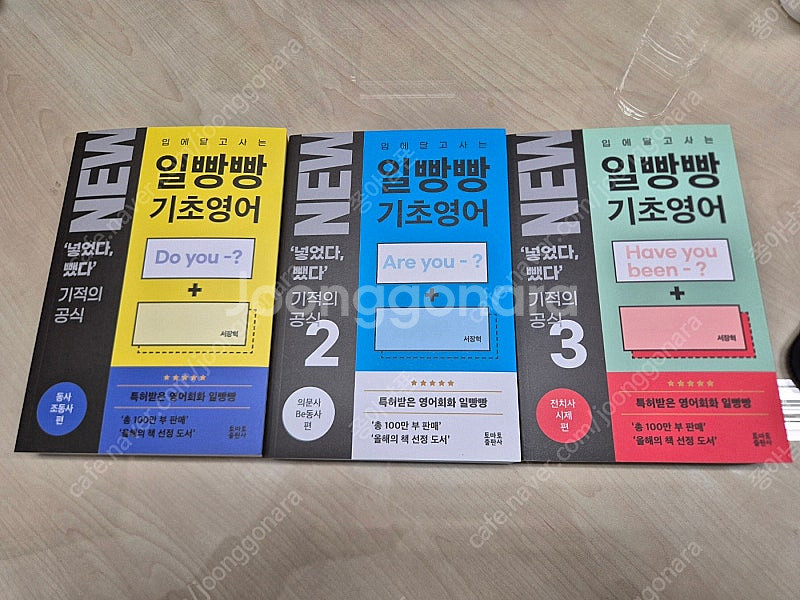 NEW
입에달고사는
일빵빵
기초영어
'넣었다,
뺐다'
기적의
공식
Do you -?
+
서장혁
동사
조동사
편
★★★★★
특허받은 영어회화 일빵빵
'총 100만 부 판매'
'올해의 책 선정 도서'
토마토
출판사
NEW
입에달고사는
일빵빵
기초영어
'넣었다,
뺐다'
기적의
공식
2
Are you - ?
+
서장혁
의문사
Be동사
편
★★★★★
특허받은 영어회화 일빵빵
'총 100만 부 판매'
'올해의 책 선정 도서'
토마토
출판사
NEW
입에달고사는
일빵빵
기초영어
'넣었다,
뺐다'
기적의
공식
3
Have you
been - ?
+
서장혁
전치사
시제
편
★★★★★
특허받은 영어회화 일빵빵
'총 100만 부 판매'
'올해의 책 선정 도서'
토마토
출판사
Joonggonara
cafe.naver.com/joonggonara